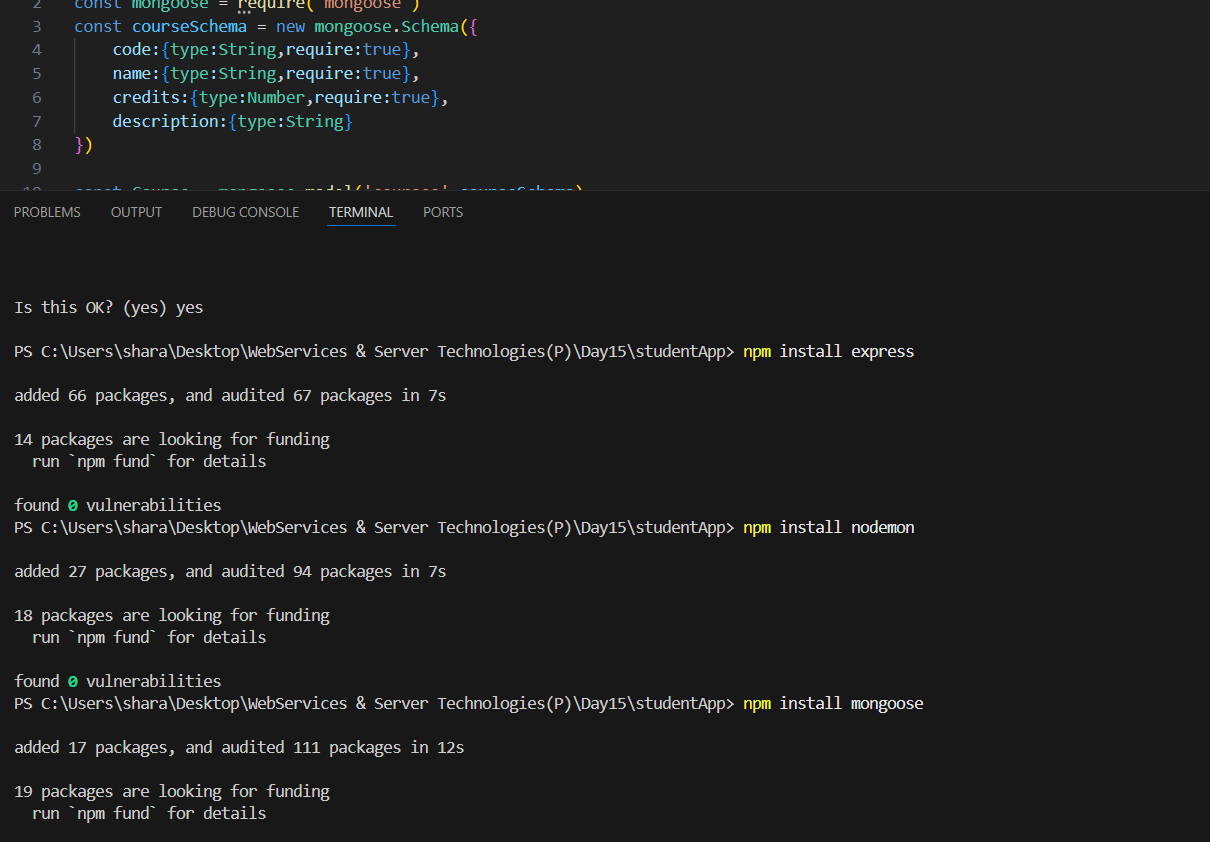 2 const mongoose = require("mongoose")
3 const courseSchema = new mongoose.Schema({
4 code:{type:String,require:true},
5 name:{type:String,require:true},
6 credits:{type:Number,require:true},
7 description:{type:String}
8 })
9
10 const Course = mongoose.model('courses',courseSchema)
PROBLEMS OUTPUT DEBUG CONSOLE TERMINAL PORTS
Is this OK? (yes) yes
PS C:\Users\shara\Desktop\WebServices & Server Technologies(P)\Day15\studentApp> npm install express
added 66 packages, and audited 67 packages in 7s
14 packages are looking for funding
run `npm fund` for details
found 0 vulnerabilities
PS C:\Users\shara\Desktop\WebServices & Server Technologies(P)\Day15\studentApp> npm install nodemon
added 27 packages, and audited 94 packages in 7s
18 packages are looking for funding
run `npm fund` for details
found 0 vulnerabilities
PS C:\Users\shara\Desktop\WebServices & Server Technologies(P)\Day15\studentApp> npm install mongoose
added 17 packages, and audited 111 packages in 12s
19 packages are looking for funding
run `npm fund` for details